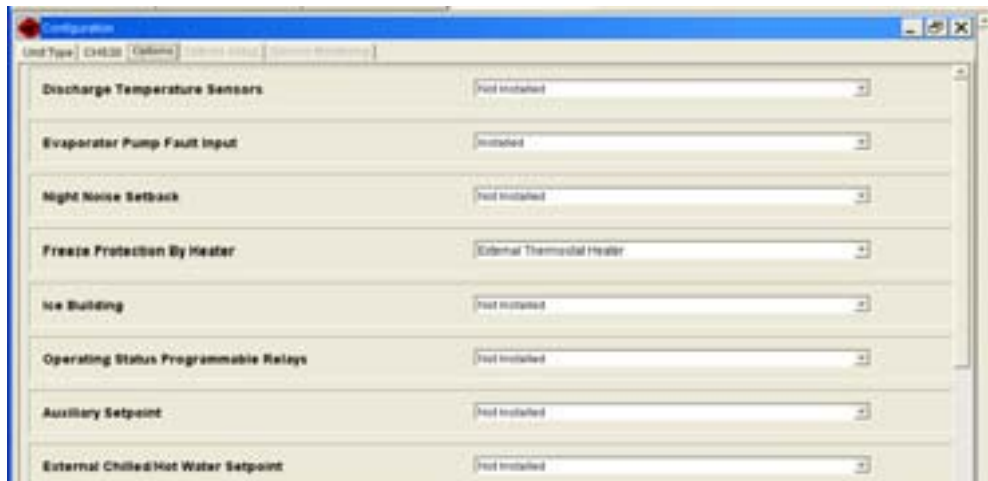 Configuration
Unit Type CH530 Options
Discharge Temperature Sensors Not Installed
Evaporator Pump Fault Input Installed
Night Noise Setback Not Installed
Freeze Protection By Heater External Thermostat Heater
Ice Building Not Installed
Operating Status Programmable Relays Not Installed
Auxiliary Setpoint Not Installed
External Chilled/Hot Water Setpoint Not Installed